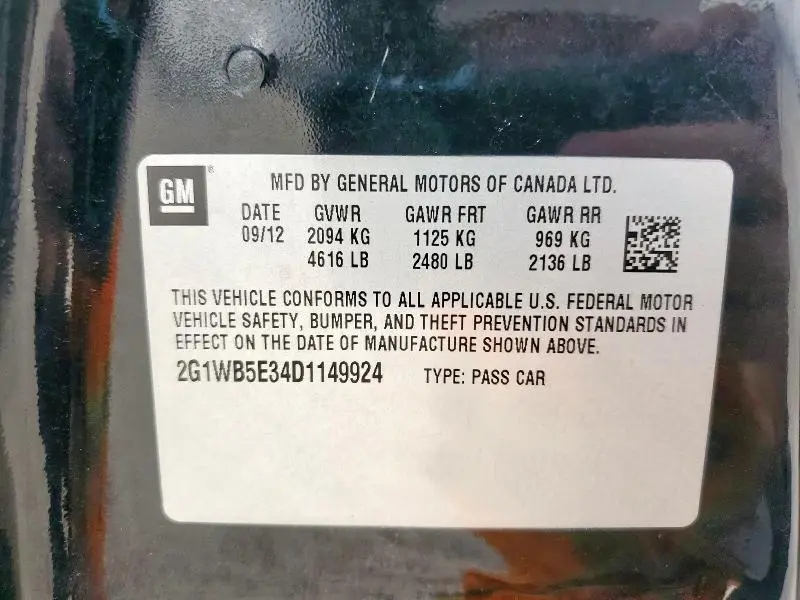 GM®
MFD BY GENERAL MOTORS OF CANADA LTD.
DATE GVWR GAWR FRT GAWR RR
09/12 2094 KG 1125 KG 969 KG
4616 LB 2480 LB 2136 LB
THIS VEHICLE CONFORMS TO ALL APPLICABLE U.S. FEDERAL MOTOR
VEHICLE SAFETY, BUMPER, AND THEFT PREVENTION STANDARDS IN
EFFECT ON THE DATE OF MANUFACTURE SHOWN ABOVE.
2G1WB5E34D1149924 TYPE: PASS CAR